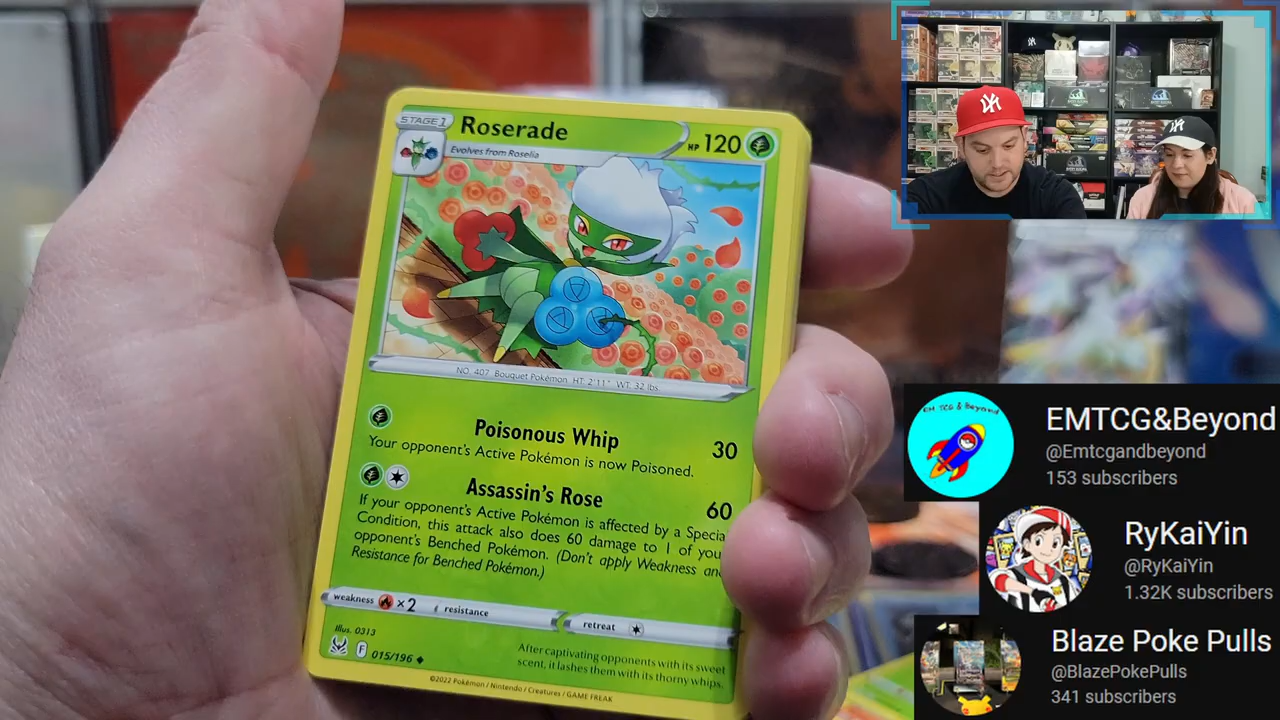 STAGE 1
Roserade
HP 120
Evolves from Roselia
NO. 407 Bouquet Pokémon. HT: 2'11" WT: 32 lbs.
Poisonous Whip 30
Your opponent's Active Pokémon is now Poisoned.
Assassin's Rose 60
If your opponent's Active Pokémon is affected by a Specia
Condition, this attack also does 60 damage to 1 of you
opponent's Benched Pokémon. (Don't apply Weakness an
Resistance for Benched Pokémon.)
weakness ×2 resistance retreat
Illus. 0313
F 015/196
After captivating opponents with its sweet
scent, it lashes them with its thorny whips.
©2022 Pokémon / Nintendo / Creatures / GAME FREAK
EM TCG & Beyond
EMTCG&Beyond
@Emtcgandbeyond
153 subscribers
RyKaiYin
@RyKaiYin
1.32K subscribers
Blaze Poke Pulls
@BlazePokePulls
341 subscribers